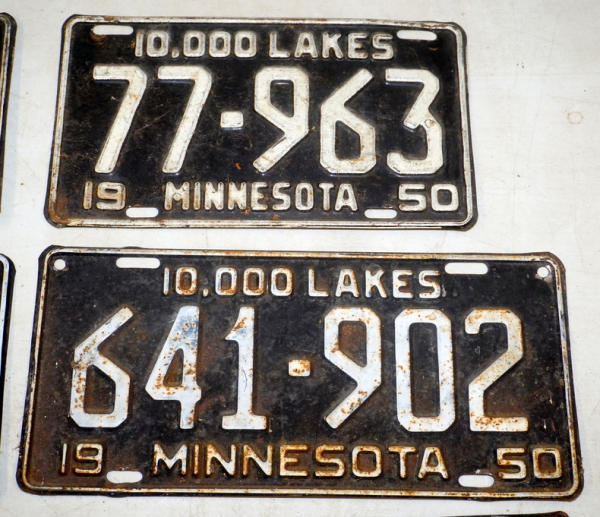 10,000 LAKES
77-963
19 MINNESOTA 50
10,000 LAKES
641-902
19 MINNESOTA 50